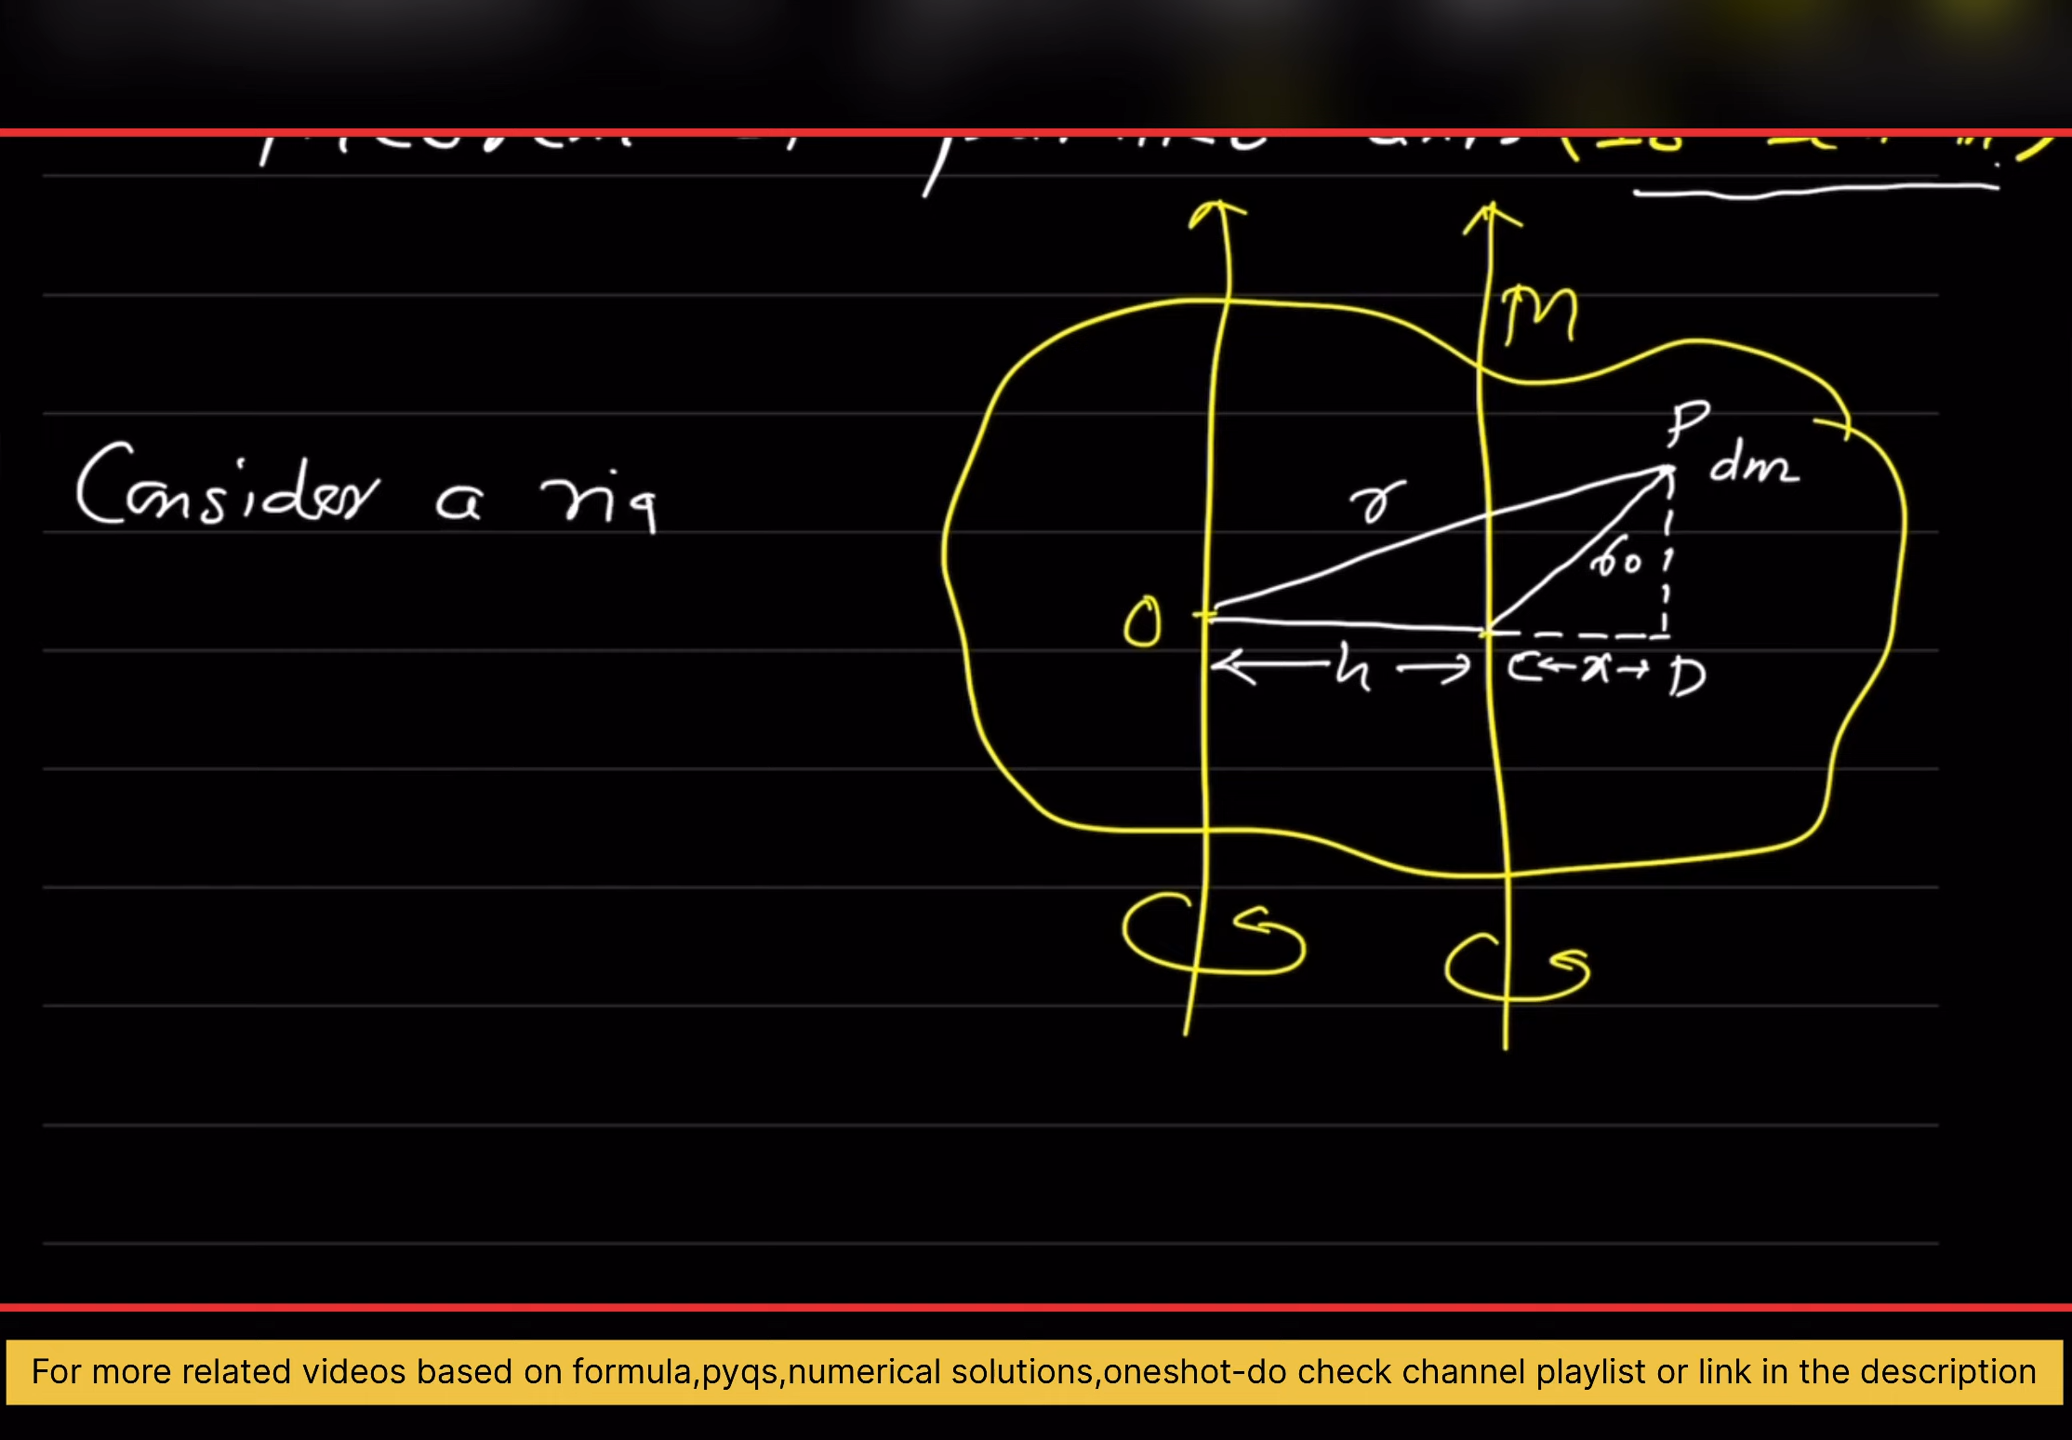 M
P
dm
r
Consider a rig
r0
O
h
C x D
For more related videos based on formula,pyqs,numerical solutions,oneshot-do check channel playlist or link in the description